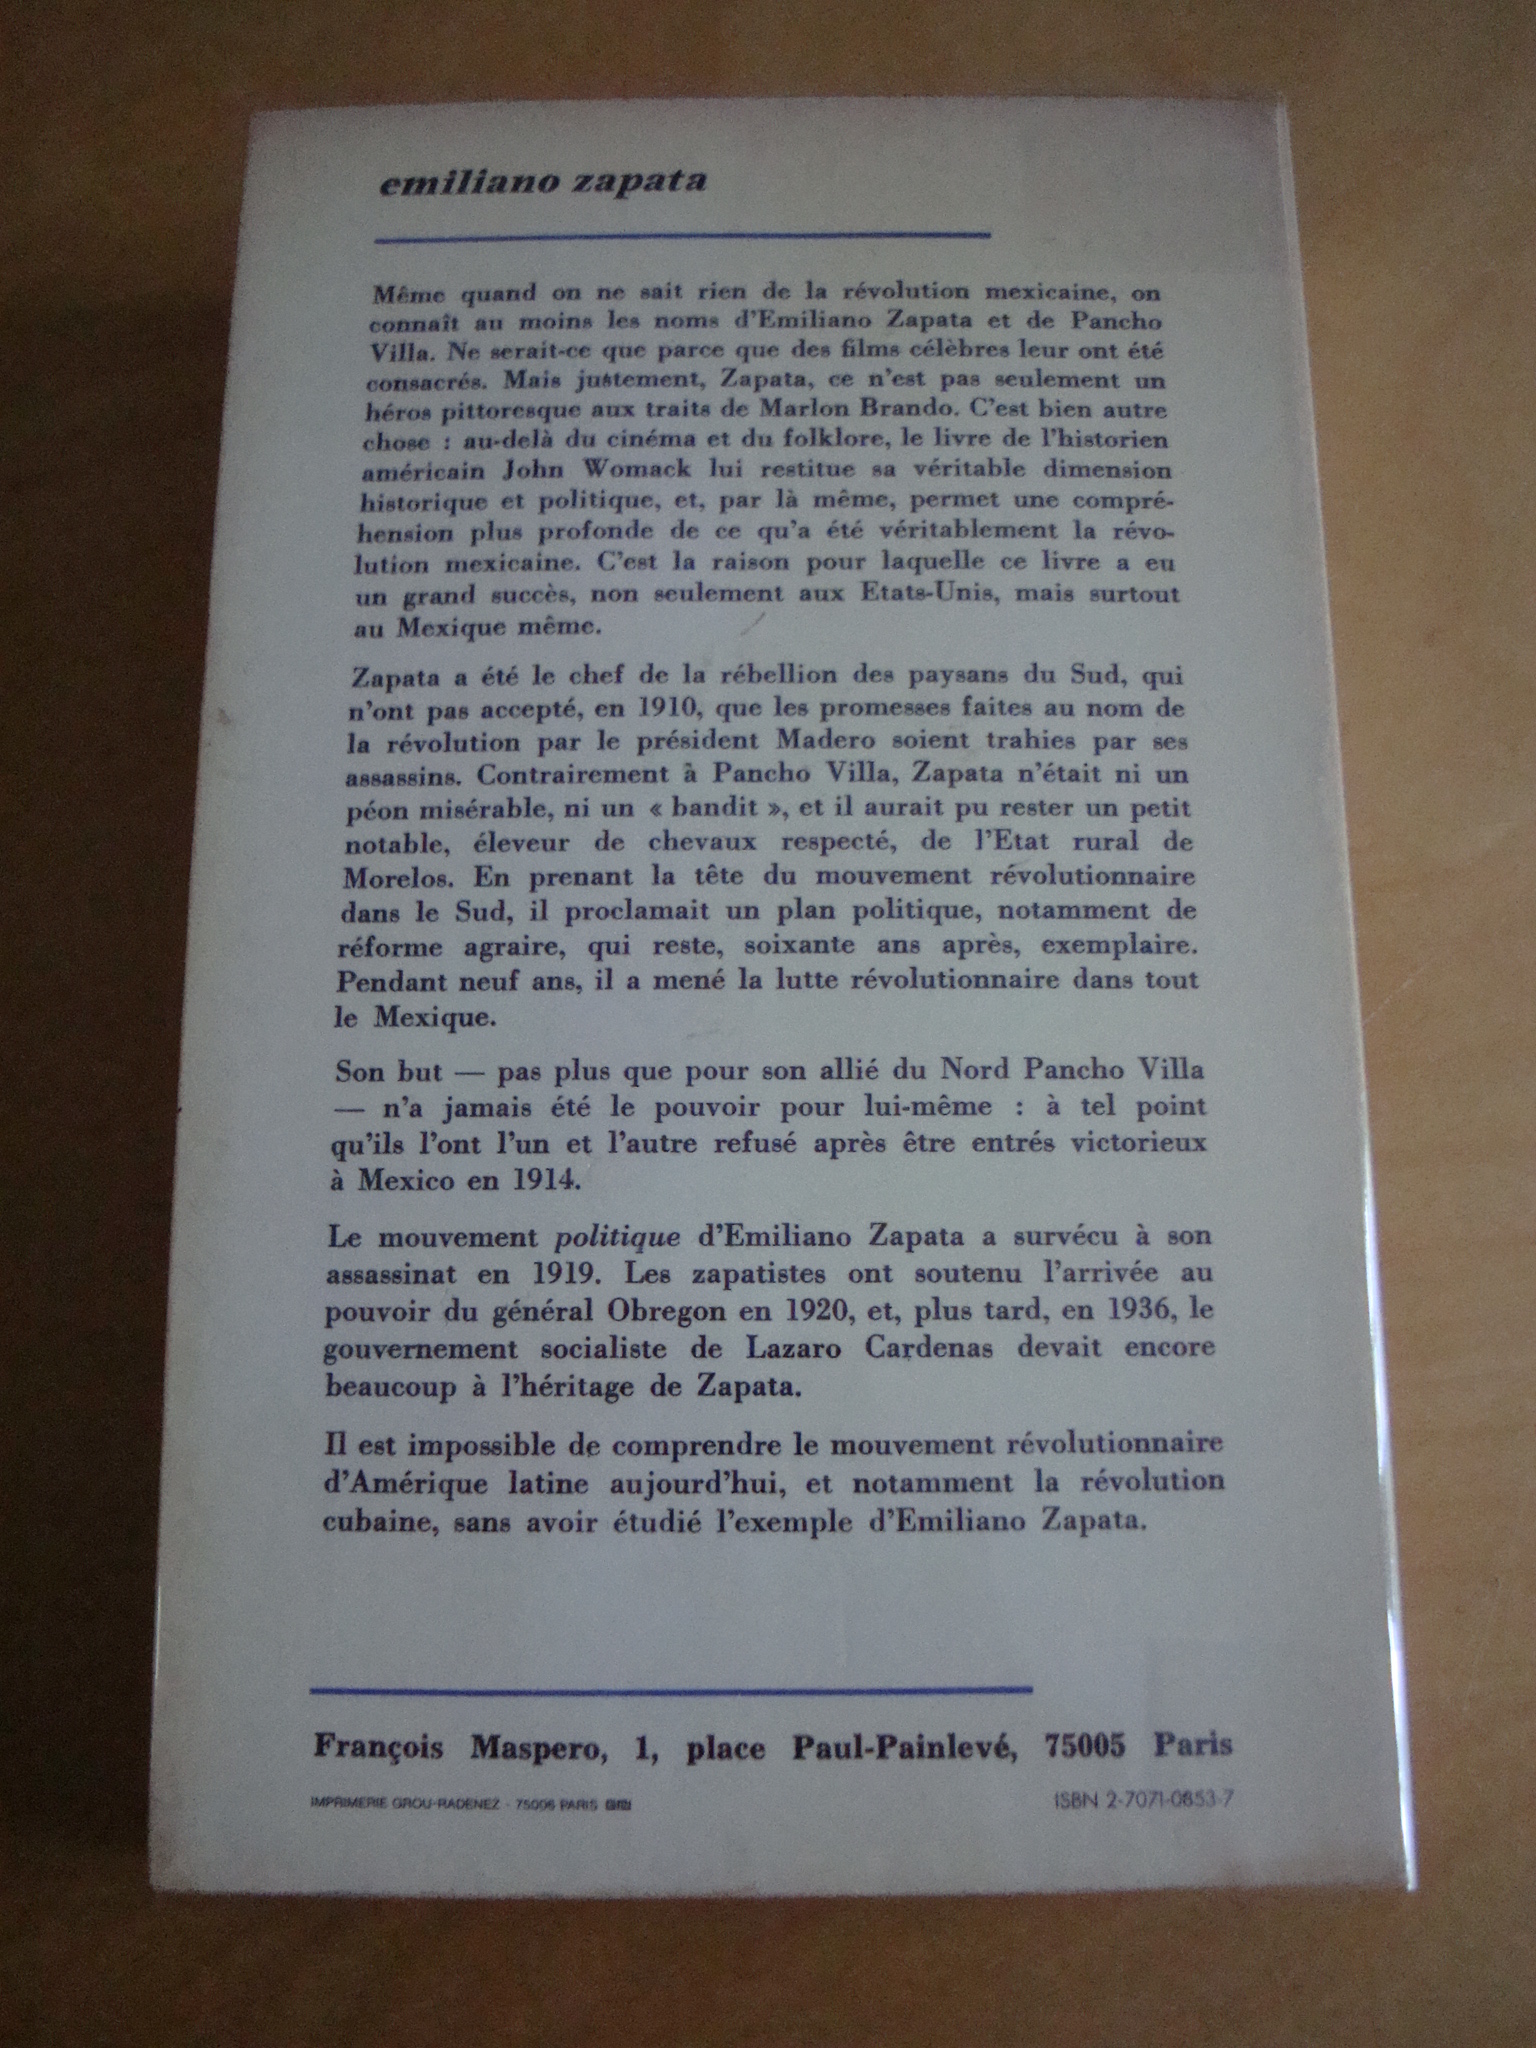 emiliano zapata
Même quand on ne sait rien de la révolution mexicaine, on
connaît au moins les noms d'Emiliano Zapata et de Pancho
Villa. Ne serait-ce que parce que des films célèbres leur ont été
consacrés. Mais justement, Zapata, ce n'est pas seulement un
héros pittoresque aux traits de Marlon Brando. C'est bien autre
chose : au-delà du cinéma et du folklore, le livre de l'historien
américain John Womack lui restitue sa véritable dimension
historique et politique, et, par là même, permet une compré-
hension plus profonde de ce qu'a été véritablement la révo-
lution mexicaine. C'est la raison pour laquelle ce livre a eu
un grand succès, non seulement aux Etats-Unis, mais surtout
au Mexique même.
Zapata a été le chef de la rébellion des paysans du Sud, qui
n'ont pas accepté, en 1910, que les promesses faites au nom de
la révolution par le président Madero soient trahies par ses
assassins. Contrairement à Pancho Villa, Zapata n'était ni un
péon misérable, ni un « bandit », et il aurait pu rester un petit
notable, éleveur de chevaux respecté, de l'Etat rural de
Morelos. En prenant la tête du mouvement révolutionnaire
dans le Sud, il proclamait un plan politique, notamment de
réforme agraire, qui reste, soixante ans après, exemplaire.
Pendant neuf ans, il a mené la lutte révolutionnaire dans tout
le Mexique.
Son but — pas plus que pour son allié du Nord Pancho Villa
— n'a jamais été le pouvoir pour lui-même : à tel point
qu'ils l'ont l'un et l'autre refusé après être entrés victorieux
à Mexico en 1914.
Le mouvement politique d'Emiliano Zapata a survécu à son
assassinat en 1919. Les zapatistes ont soutenu l'arrivée au
pouvoir du général Obregon en 1920, et, plus tard, en 1936, le
gouvernement socialiste de Lazaro Cardenas devait encore
beaucoup à l'héritage de Zapata.
Il est impossible de comprendre le mouvement révolutionnaire
d'Amérique latine aujourd'hui, et notamment la révolution
cubaine, sans avoir étudié l'exemple d'Emiliano Zapata.
François Maspero, 1, place Paul-Painlevé, 75005 Paris
IMPRIMERIE GROU-RADENEZ - 75006 PARIS
ISBN 2-7071-0853-7